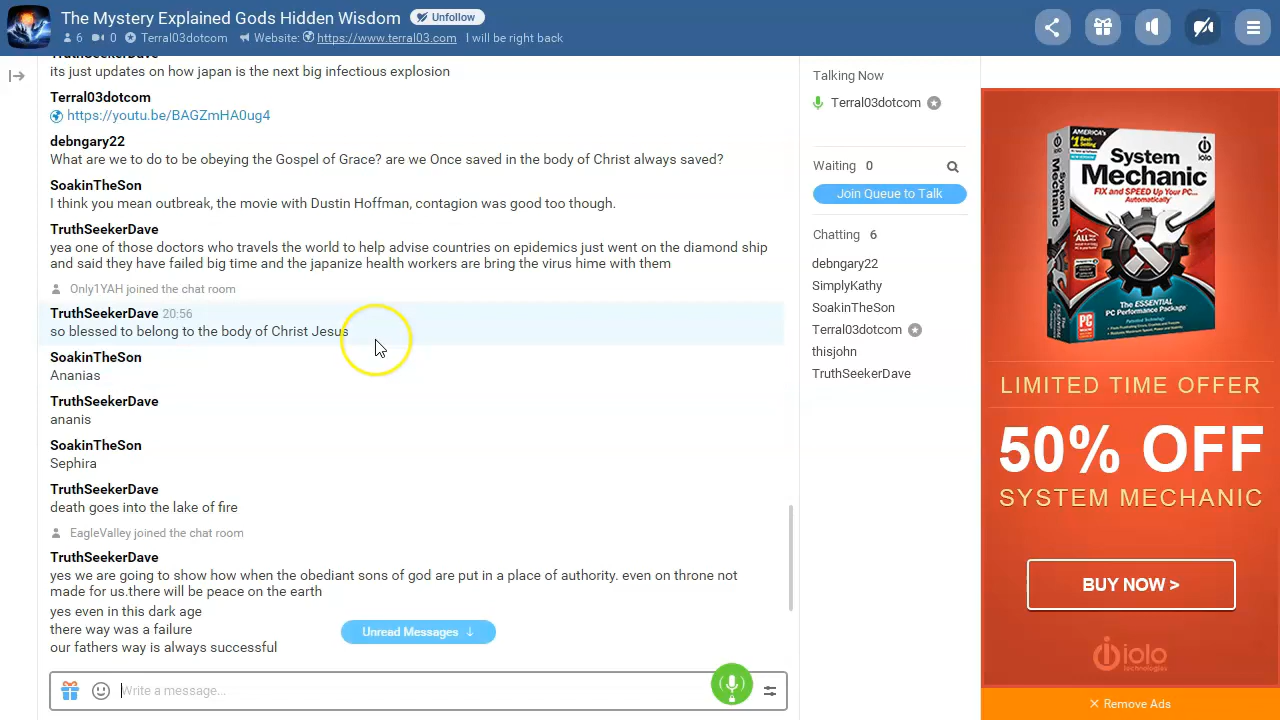 The Mystery Explained Gods Hidden Wisdom
Unfollow
6 0 Terral03dotcom Website: https://www.terral03.com I will be right back
its just updates on how japan is the next big infectious explosion
Terral03dotcom
https://youtu.be/BAGZmHA0ug4
debngary22
What are we to do to be obeying the Gospel of Grace? are we Once saved in the body of Christ always saved?
SoakinTheSon
I think you mean outbreak, the movie with Dustin Hoffman, contagion was good too though.
TruthSeekerDave
yea one of those doctors who travels the world to help advise countries on epidemics just went on the diamond ship
and said they have failed big time and the japanize health workers are bring the virus hime with them
Only1YAH joined the chat room
TruthSeekerDave 20:56
so blessed to belong to the body of Christ Jesus
SoakinTheSon
Ananias
TruthSeekerDave
ananis
SoakinTheSon
Sephira
TruthSeekerDave
death goes into the lake of fire
EagleValley joined the chat room
TruthSeekerDave
yes we are going to show how when the obediant sons of god are put in a place of authority. even on throne not
made for us.there will be peace on the earth
yes even in this dark age
there way was a failure
our fathers way is always successful
Unread Messages ↓
Write a message...
Talking Now
Terral03dotcom
Waiting 0
Join Queue to Talk
Chatting 6
debngary22
SimplyKathy
SoakinTheSon
Terral03dotcom
thisjohn
TruthSeekerDave
AMERICA'S
#1 Best-Selling
iolo
System
Mechanic
FIX and SPEED Up Your PC...
Automatically
The ESSENTIAL
PC Performance Package
LIMITED TIME OFFER
50% OFF
SYSTEM MECHANIC
BUY NOW >
iolo
technologies
Remove Ads